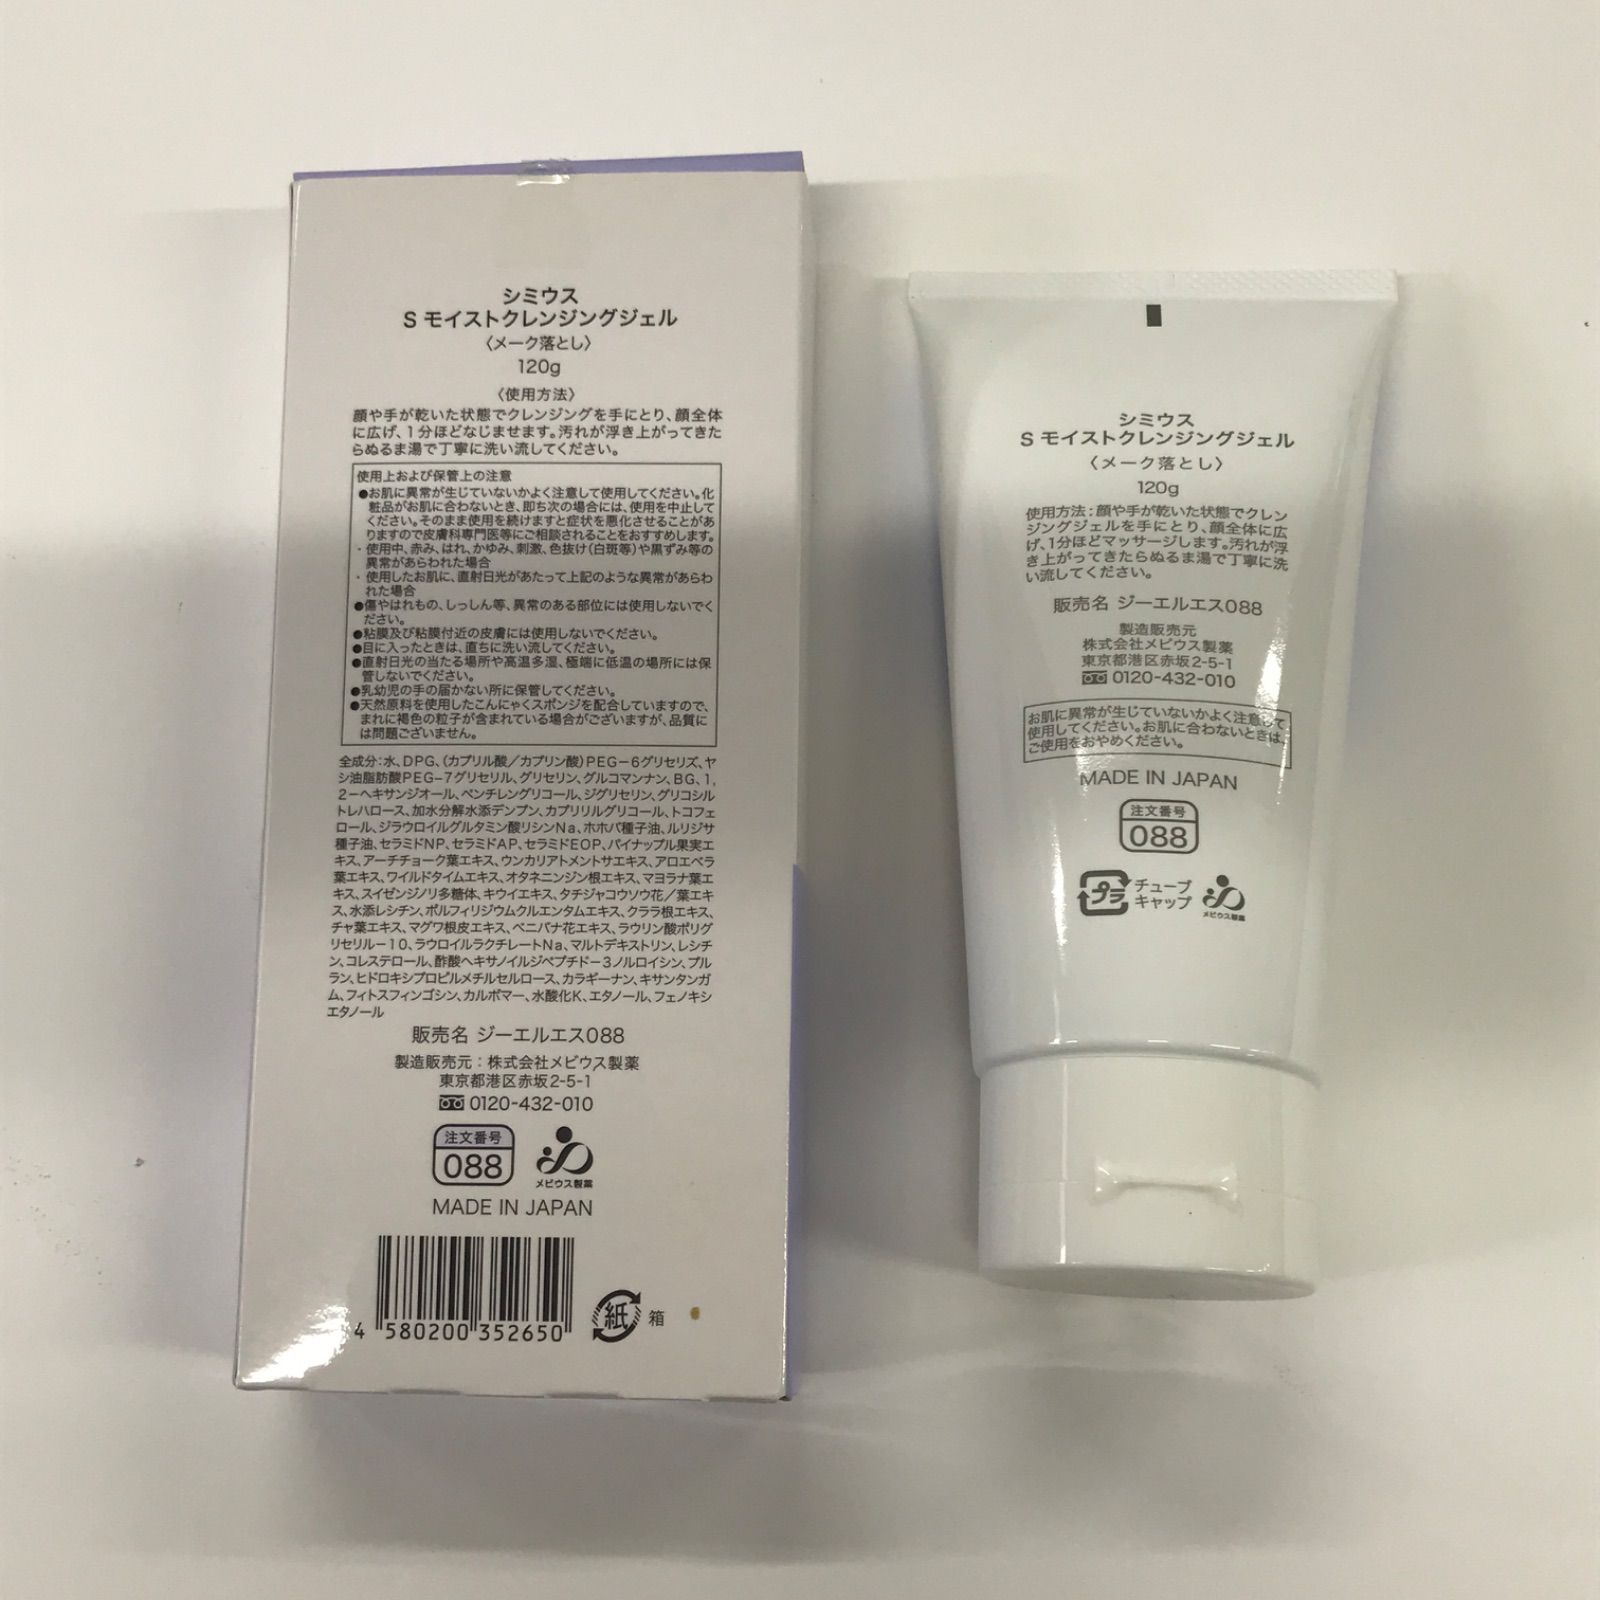 シミウス
S モイストクレンジングジェル
〈メーク落とし〉
120g
〈使用方法〉
顔や手が乾いた状態でクレンジングを手にとり、顔全体
に広げ、1分ほどなじませます。汚れが浮き上がってきた
らぬるま湯で丁寧に洗い流してください。
使用上および保管上の注意
●お肌に異常が生じていないかよく注意して使用してください。化
粧品がお肌に合わないとき、即ち次の場合には、使用を中止して
ください。そのまま使用を続けますと症状を悪化させることがあ
りますので皮膚科専門医等にご相談されることをおすすめします。
・使用中、赤み、はれ、かゆみ、刺激、色抜け(白斑等)や黒ずみ等の
異常があらわれた場合
・使用したお肌に、直射日光があたって上記のような異常があらわ
れた場合
●傷やはれもの、しっしん等、異常のある部位には使用しないでく
ださい。
●粘膜及び粘膜付近の皮膚には使用しないでください。
●目に入ったときは、直ちに洗い流してください。
●直射日光の当たる場所や高温多湿、極端に低温の場所には保
管しないでください。
●乳幼児の手の届かない所に保管してください。
●天然原料を使用したこんにゃくスポンジを配合していますので、
まれに褐色の粒子が含まれている場合がございますが、品質に
は問題ございません。
全成分:水、DPG、(カプリル酸/カプリン酸)PEG-6グリセリズ、ヤ
シ油脂肪酸PEG-7グリセリル、グリセリン、グルコマンナン、BG、1,
2-ヘキサンジオール、ペンチレングリコール、ジグリセリン、グリコシル
トレハロース、加水分解水添デンプン、カプリリルグリコール、トコフェ
ロール、ジラウロイルグルタミン酸リシンNa、ホホバ種子油、ルリジサ
種子油、セラミドNP、セラミドAP、セラミドEOP、パイナップル果実エ
キス、アーチチョーク葉エキス、ウンカリアトメントサエキス、アロエベラ
葉エキス、ワイルドタイムエキス、オタネニンジン根エキス、マヨラナ葉エ
キス、スイゼンジノリ多糖体、キウイエキス、タチジャコウソウ花/葉エキ
ス、水添レシチン、ポルフィリジウムクルエンタムエキス、クララ根エキス、
チャ葉エキス、マグワ根皮エキス、ベニバナ花エキス、ラウリン酸ポリグ
リセリル-10、ラウロイルラクチレートNa、マルトデキストリン、レシチ
ン、コレステロール、酢酸ヘキサノイルジペプチド-3ノルロイシン、プル
ラン、ヒドロキシプロピルメチルセルロース、カラギーナン、キサンタンガ
ム、フィトスフィンゴシン、カルボマー、水酸化K、エタノール、フェノキシ
エタノール
販売名 ジーエルエス088
製造販売元:株式会社メビウス製薬
東京都港区赤坂2-5-1
0120-432-010
注文番号
088
メビウス製薬
MADE IN JAPAN
4 580200 352650
紙 箱
シミウス
S モイストクレンジングジェル
〈メーク落とし〉
120g
使用方法:顔や手が乾いた状態でクレン
ジングジェルを手にとり、顔全体に広
げ、1分ほどマッサージします。汚れが浮
き上がってきたらぬるま湯で丁寧に洗
い流してください。
販売名 ジーエルエス088
製造販売元
株式会社メビウス製薬
東京都港区赤坂2-5-1
0120-432-010
お肌に異常が生じていないかよく注意して
使用してください。お肌に合わないときは、
ご使用をおやめください。
MADE IN JAPAN
注文番号
088
プラ
チューブ
キャップ
メビウス製薬